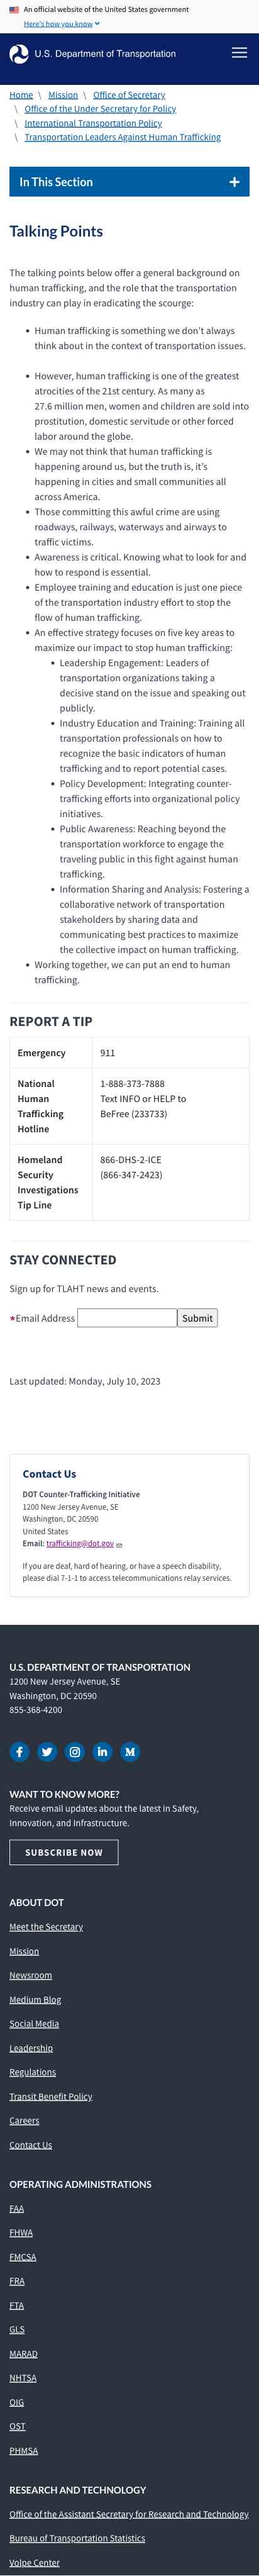 An official website of the United States government
Here's how you know
U.S. Department of Transportation
Home \ Mission \ Office of Secretary
\ Office of the Under Secretary for Policy
\ International Transportation Policy
\ Transportation Leaders Against Human Trafficking
In This Section +
Talking Points
The talking points below offer a general background on
human trafficking, and the role that the transportation
industry can play in eradicating the scourge:
• Human trafficking is something we don't always
think about in the context of transportation issues.
• However, human trafficking is one of the greatest
atrocities of the 21st century. As many as
27.6 million men, women and children are sold into
prostitution, domestic servitude or other forced
labor around the globe.
• We may not think that human trafficking is
happening around us, but the truth is, it's
happening in cities and small communities all
across America.
• Those committing this awful crime are using
roadways, railways, waterways and airways to
traffic victims.
• Awareness is critical. Knowing what to look for and
how to respond is essential.
• Employee training and education is just one piece
of the transportation industry effort to stop the
flow of human trafficking.
• An effective strategy focuses on five key areas to
maximize our impact to stop human trafficking:
• Leadership Engagement: Leaders of
transportation organizations taking a
decisive stand on the issue and speaking out
publicly.
• Industry Education and Training: Training all
transportation professionals on how to
recognize the basic indicators of human
trafficking and to report potential cases.
• Policy Development: Integrating counter-
trafficking efforts into organizational policy
initiatives.
• Public Awareness: Reaching beyond the
transportation workforce to engage the
traveling public in this fight against human
trafficking.
• Information Sharing and Analysis: Fostering a
collaborative network of transportation
stakeholders by sharing data and
communicating best practices to maximize
the collective impact on human trafficking.
• Working together, we can put an end to human
trafficking.
REPORT A TIP
Emergency 911
National 1-888-373-7888
Human Text INFO or HELP to
Trafficking BeFree (233733)
Hotline
Homeland 866-DHS-2-ICE
Security (866-347-2423)
Investigations
Tip Line
STAY CONNECTED
Sign up for TLAHT news and events.
*Email Address Submit
Last updated: Monday, July 10, 2023
Contact Us
DOT Counter-Trafficking Initiative
1200 New Jersey Avenue, SE
Washington, DC 20590
United States
Email: trafficking@dot.gov
If you are deaf, hard of hearing, or have a speech disability,
please dial 7-1-1 to access telecommunications relay services.
U.S. DEPARTMENT OF TRANSPORTATION
1200 New Jersey Avenue, SE
Washington, DC 20590
855-368-4200
WANT TO KNOW MORE?
Receive email updates about the latest in Safety,
Innovation, and Infrastructure.
SUBSCRIBE NOW
ABOUT DOT
Meet the Secretary
Mission
Newsroom
Medium Blog
Social Media
Leadership
Regulations
Transit Benefit Policy
Careers
Contact Us
OPERATING ADMINISTRATIONS
FAA
FHWA
FMCSA
FRA
FTA
GLS
MARAD
NHTSA
OIG
OST
PHMSA
RESEARCH AND TECHNOLOGY
Office of the Assistant Secretary for Research and Technology
Bureau of Transportation Statistics
Volpe Center